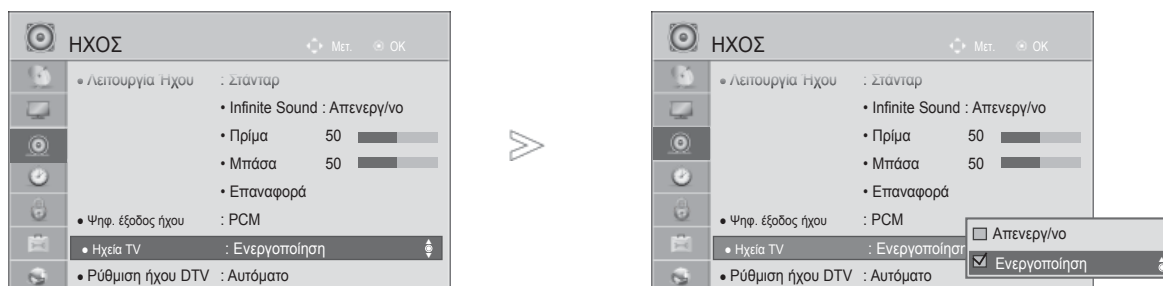 ΗΧΟΣ Μετ. OK
• Λειτουργία Ήχου : Στάνταρ
• Infinite Sound : Απενεργ/νο
• Πρίμα 50
• Μπάσα 50
• Επαναφορά
• Ψηφ. έξοδος ήχου : PCM
• Ηχεία TV : Ενεργοποίηση
• Ρύθμιση ήχου DTV : Αυτόματο
ΗΧΟΣ Μετ. OK
• Λειτουργία Ήχου : Στάνταρ
• Infinite Sound : Απενεργ/νο
• Πρίμα 50
• Μπάσα 50
• Επαναφορά
• Ψηφ. έξοδος ήχου : PCM
• Ηχεία TV : Ενεργοποίησ
Απενεργ/νο
Ενεργοποίηση
• Ρύθμιση ήχου DTV : Αυτόματο